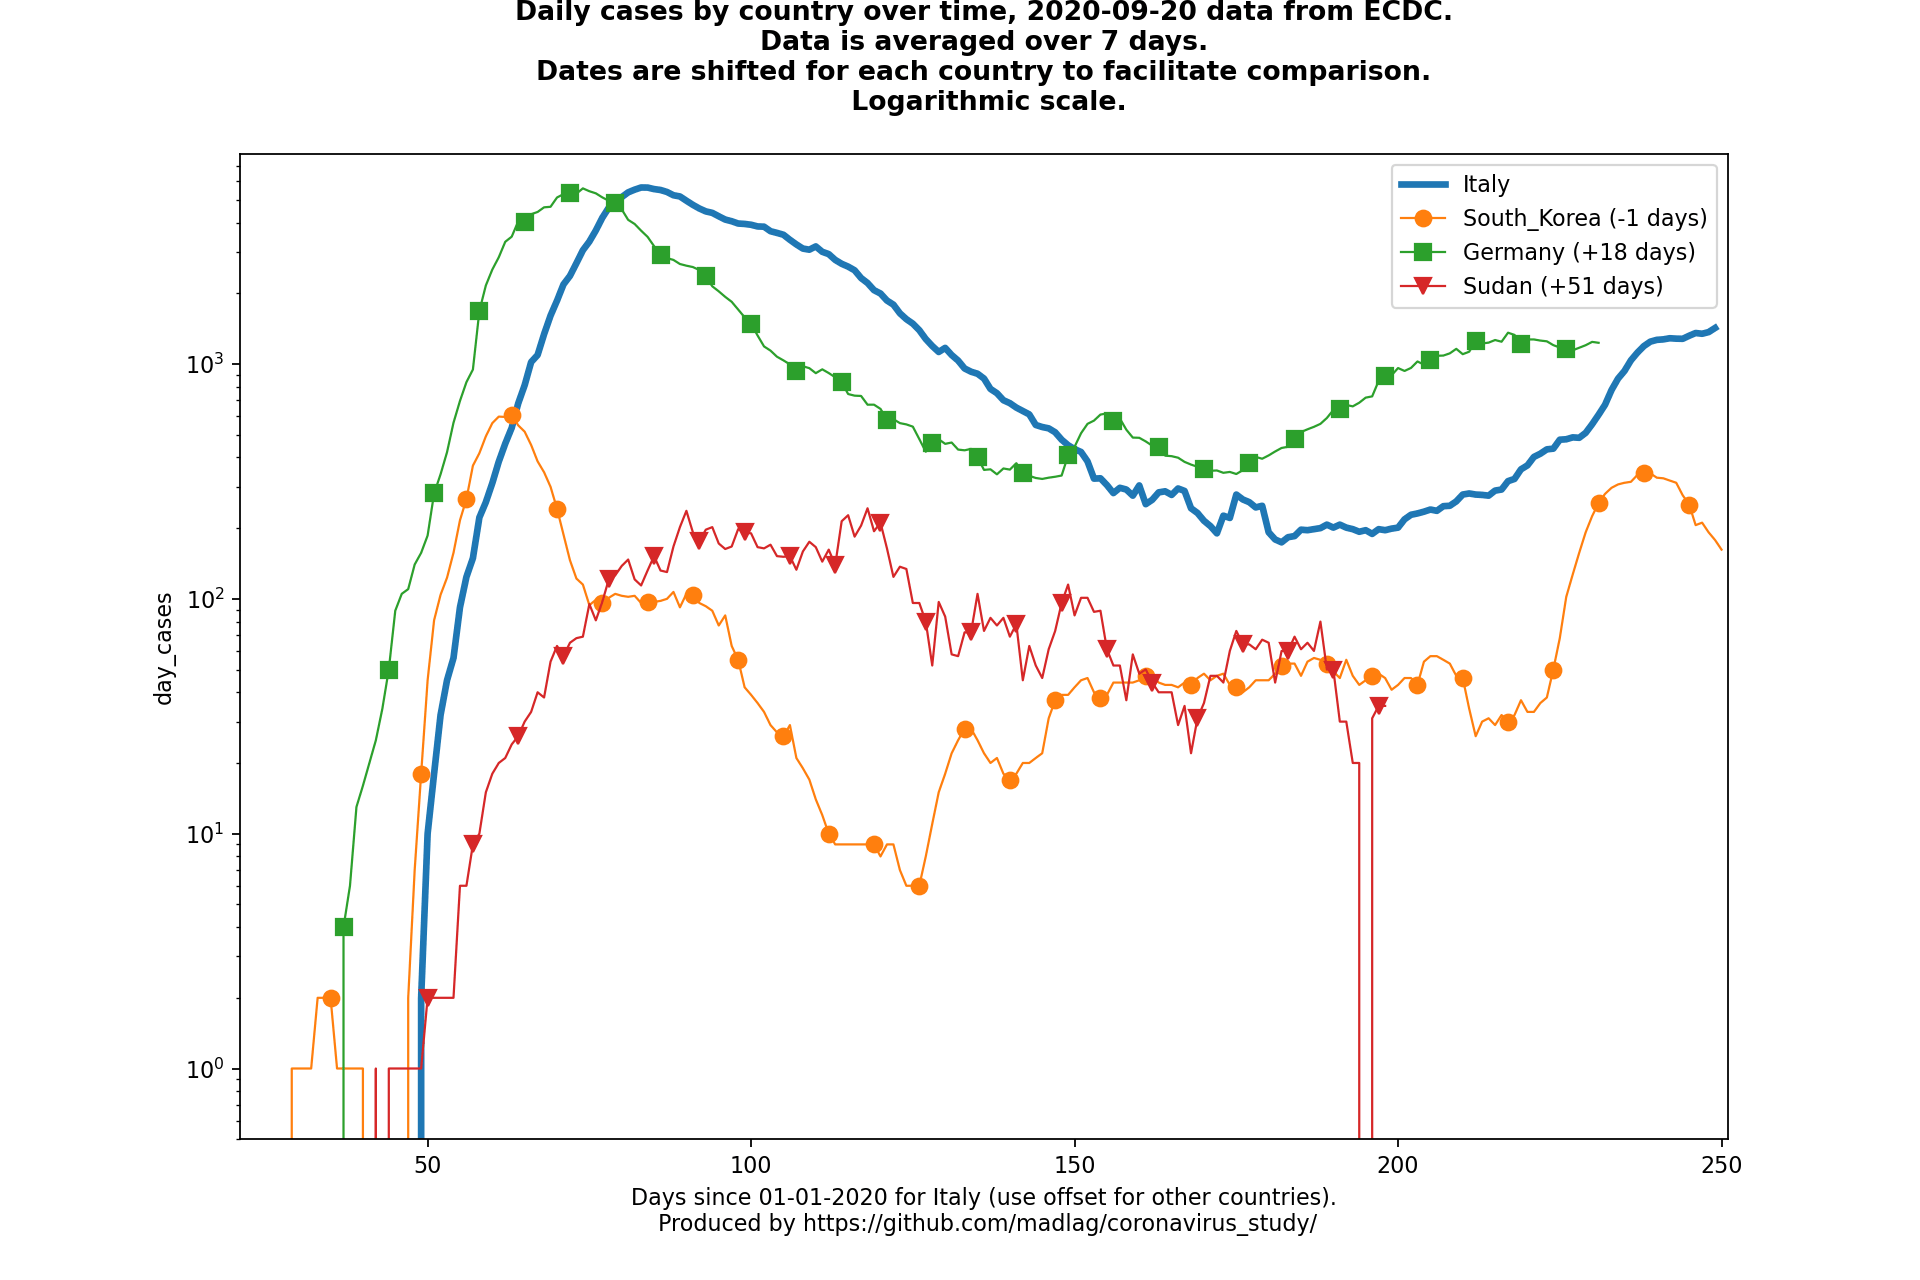 Daily cases by country over time, 2020-09-20 data from ECDC.
Data is averaged over 7 days.
Dates are shifted for each country to facilitate comparison.
Logarithmic scale.
Italy
South_Korea (-1 days)
Germany (+18 days)
Sudan (+51 days)
day_cases
10³
10²
10¹
10⁰
50 100 150 200 250
Days since 01-01-2020 for Italy (use offset for other countries).
Produced by https://github.com/madlag/coronavirus_study/